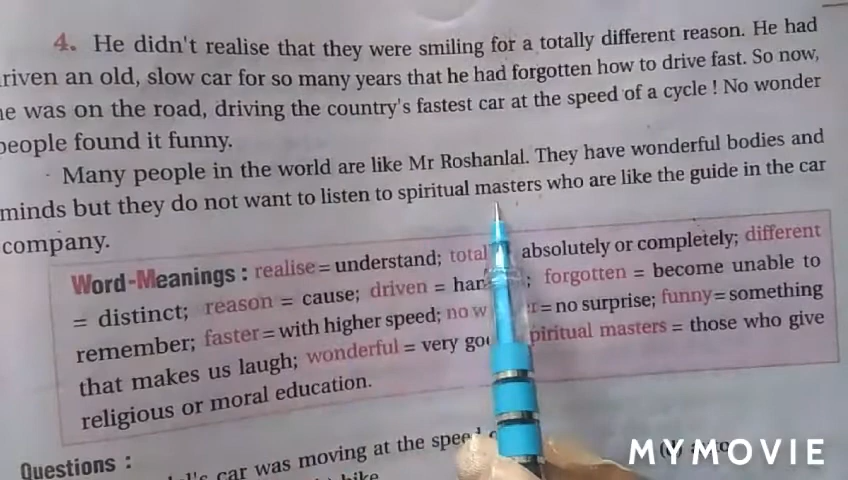 4. He didn't realise that they were smiling for a totally different reason. He had
riven an old, slow car for so many years that he had forgotten how to drive fast. So now,
he was on the road, driving the country's fastest car at the speed of a cycle ! No wonder
people found it funny.
Many people in the world are like Mr Roshanlal. They have wonderful bodies and
minds but they do not want to listen to spiritual masters who are like the guide in the car
company.
Word-Meanings : realise = understand; total absolutely or completely; different
= distinct; reason = cause; driven = han ; forgotten = become unable to
remember; faster = with higher speed; no w r = no surprise; funny = something
that makes us laugh; wonderful = very goo piritual masters = those who give
religious or moral education.
Questions :
l's car was moving at the speed
bike
MYMOVIE